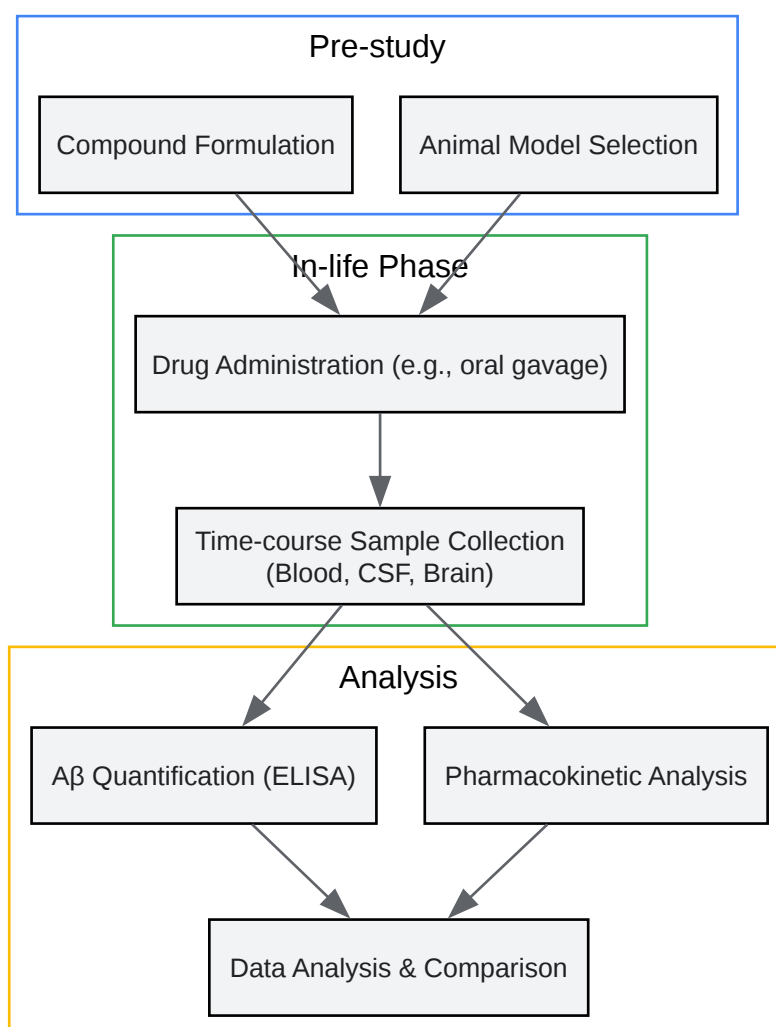 Pre-study
Compound Formulation
Animal Model Selection
In-life Phase
Drug Administration (e.g., oral gavage)
Time-course Sample Collection
(Blood, CSF, Brain)
Analysis
Aβ Quantification (ELISA)
Pharmacokinetic Analysis
Data Analysis & Comparison